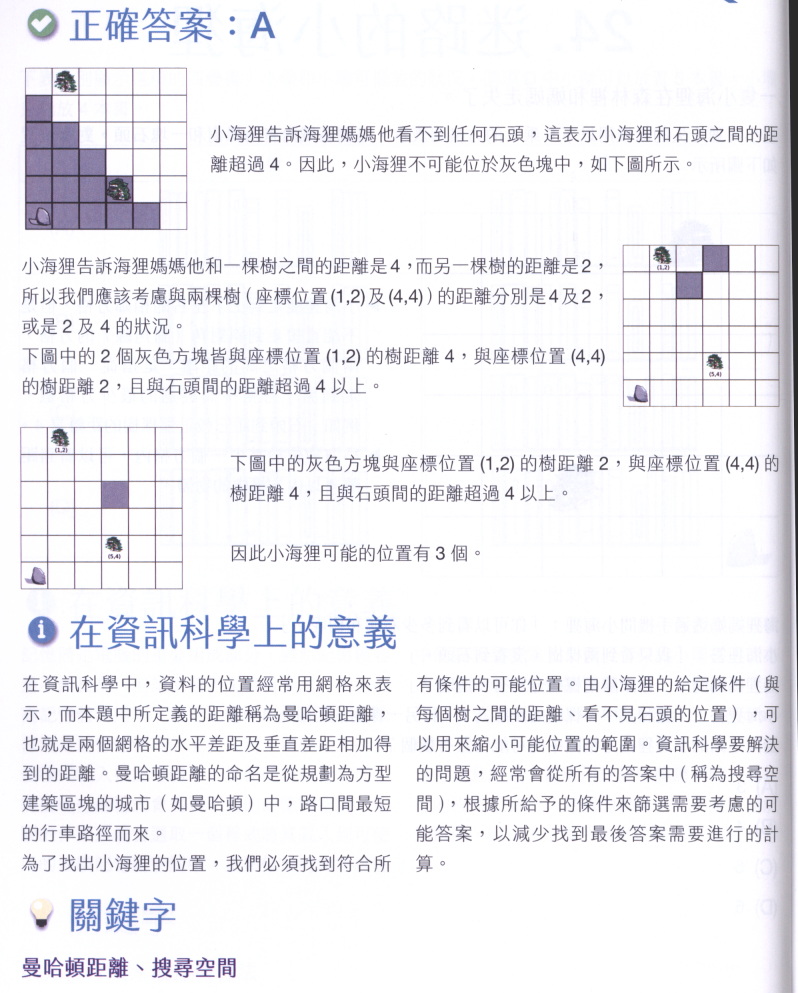 正確答案：A
小海狸告訴海狸媽媽他看不到任何石頭，這表示小海狸和石頭之間的距
離超過 4。因此，小海狸不可能位於灰色塊中，如下圖所示。
小海狸告訴海狸媽媽他和一棵樹之間的距離是4，而另一棵樹的距離是2，
所以我們應該考慮與兩棵樹（座標位置(1,2)及(4,4)）的距離分別是4及2，
或是 2 及 4 的狀況。
下圖中的 2 個灰色方塊皆與座標位置 (1,2) 的樹距離 4，與座標位置 (4,4)
的樹距離 2，且與石頭間的距離超過 4 以上。
(1,2)
(5,4)
(1,2)
(5,4)
下圖中的灰色方塊與座標位置 (1,2) 的樹距離 2，與座標位置 (4,4) 的
樹距離 4，且與石頭間的距離超過 4 以上。
因此小海狸可能的位置有 3 個。
在資訊科學上的意義
在資訊科學中，資料的位置經常用網格來表
示，而本題中所定義的距離稱為曼哈頓距離，
也就是兩個網格的水平差距及垂直差距相加得
到的距離。曼哈頓距離的命名是從規劃為方型
建築區塊的城市（如曼哈頓）中，路口間最短
的行車路徑而來。
為了找出小海狸的位置，我們必須找到符合所
有條件的可能位置。由小海狸的給定條件（與
每個樹之間的距離、看不見石頭的位置），可
以用來縮小可能位置的範圍。資訊科學要解決
的問題，經常會從所有的答案中（稱為搜尋空
間），根據所給予的條件來篩選需要考慮的可
能答案，以減少找到最後答案需要進行的計
算。
關鍵字
曼哈頓距離、搜尋空間